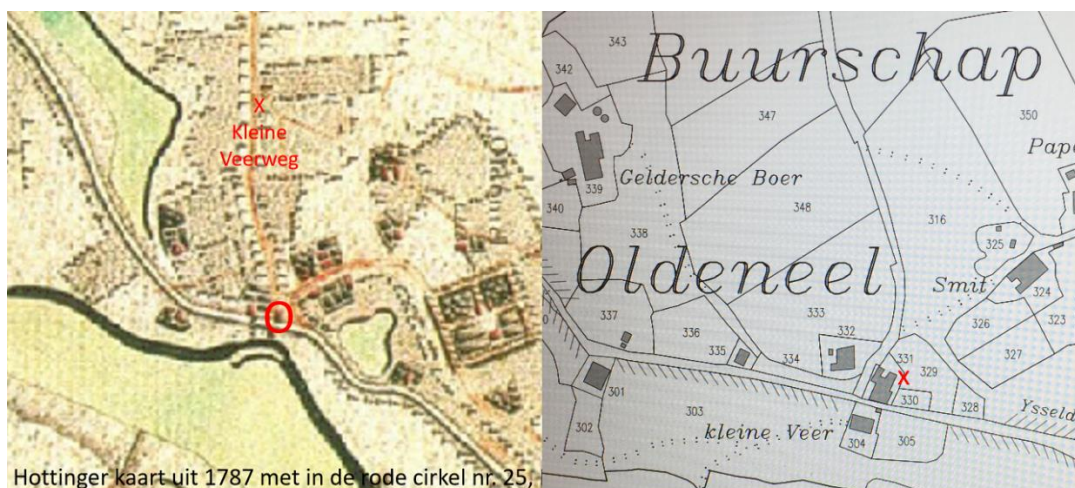 X
Kleine
Veerweg
Oldeneel
O
Hottinger kaart uit 1787 met in de rode cirkel nr. 25,
343
Buurschap
342
347
350
Pape
339
Geldersche Boer
340
348
316
338
325
Oldeneel
Smit
324
337
333
326
323
336
332
335
334
327
331
329
X
301
330
328
Ysseld
303
302
kleine Veer
304
305